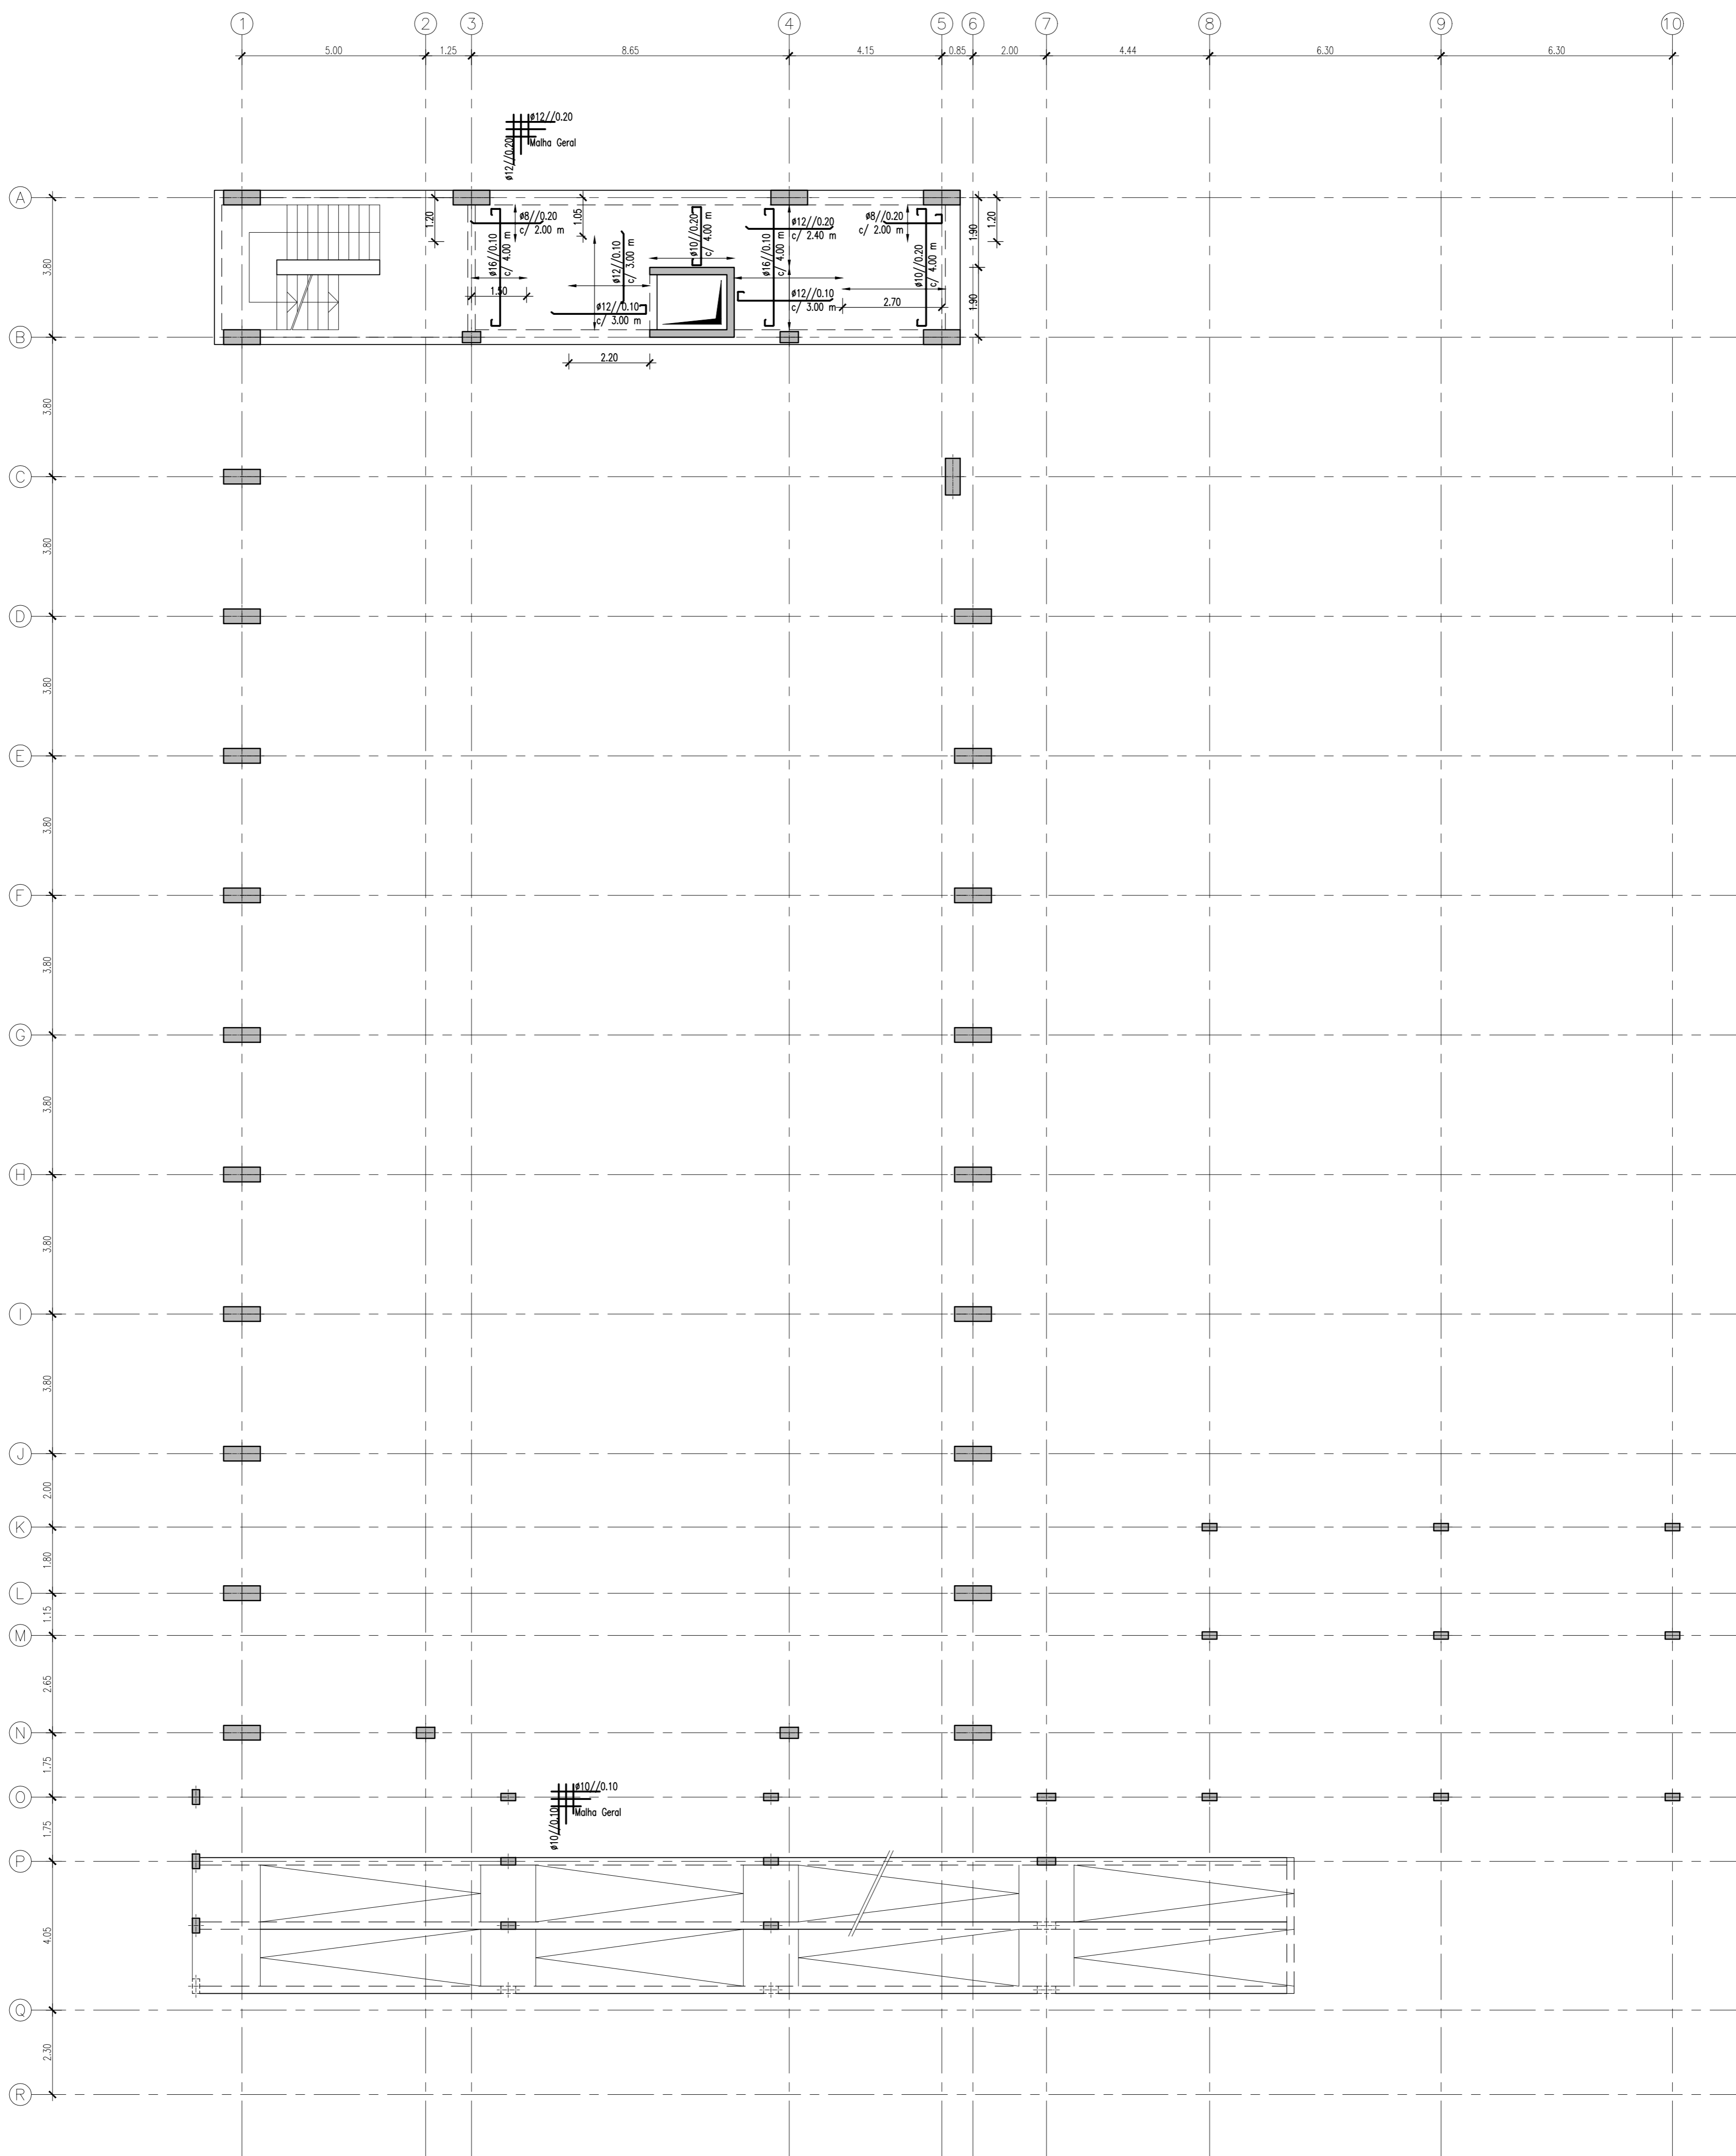 1 2 3 4 5 6 7 8 9 10
5.00 1.25 8.65 4.15 0.85 2.00 4.44 6.30 6.30
ø12//0.20
Malha Geral
ø12//0.20
A
1.20
ø8//0.20
c/ 2.00 m
1.05
ø16//0.10
c/ 4.00 m
1.50
ø12//0.10
c/ 3.00 m
ø12//0.10
c/ 3.00 m
ø10//0.20
c/ 4.00 m
ø16//0.10
c/ 4.00 m
ø12//0.20
c/ 2.40 m
ø12//0.10
c/ 3.00 m
ø8//0.20
c/ 2.00 m
ø10//0.20
c/ 4.00 m
2.70
1.90
1.20
1.90
3.80
B
2.20
3.80
C
3.80
D
3.80
E
3.80
F
3.80
G
3.80
H
3.80
I
3.80
J
2.00
K
1.80
L
1.15
M
2.65
N
1.75
O
ø10//0.10
Malha Geral
ø10//0.10
1.75
P
4.05
Q
2.30
R